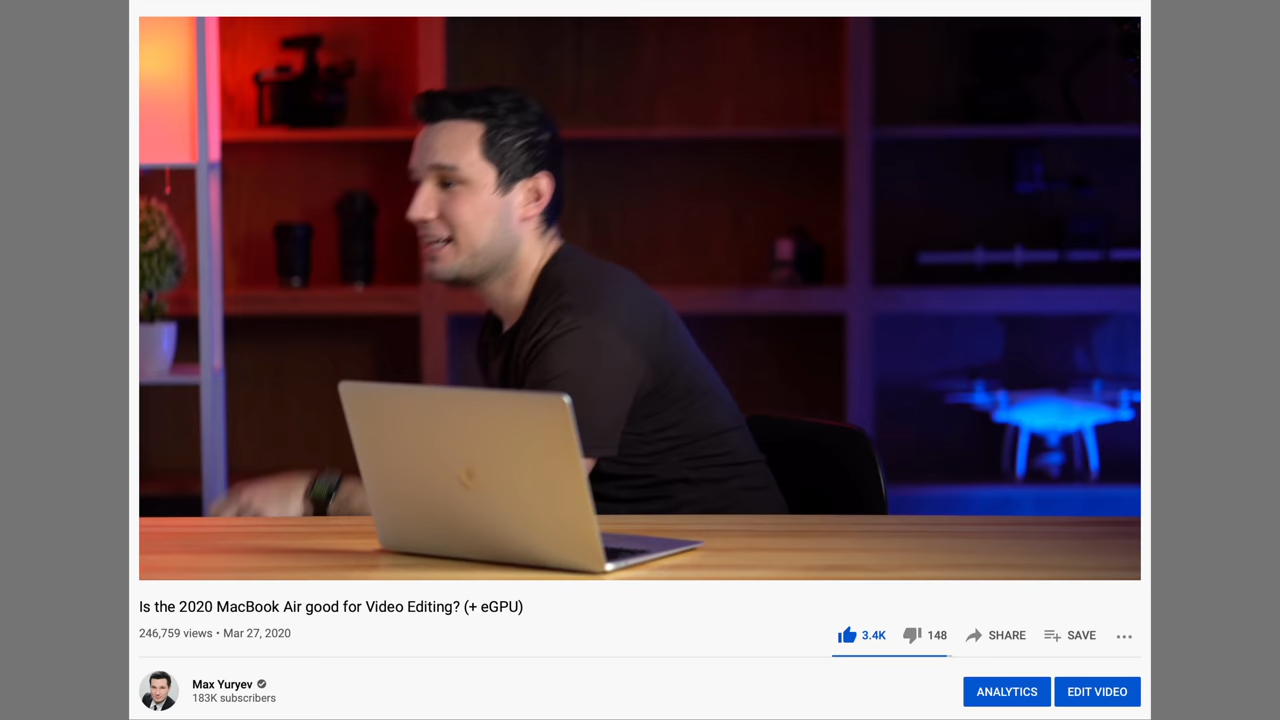 Is the 2020 MacBook Air good for Video Editing? (+ eGPU)
246,759 views • Mar 27, 2020
3.4K 148 SHARE SAVE
Max Yuryev
183K subscribers
ANALYTICS EDIT VIDEO